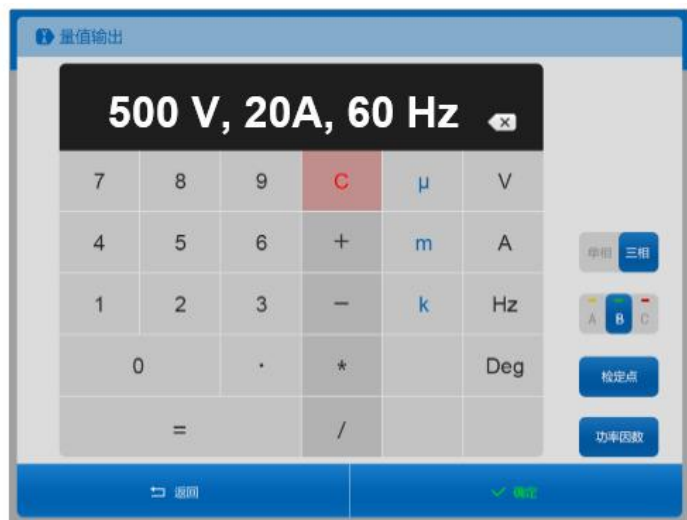 量值输出
500 V, 20A, 60 Hz
7 8 9 C µ V
4 5 6 + m A
单相 三相
1 2 3 − k Hz
A B C
0 . * Deg
检定点
= /
功率因数
返回 确定